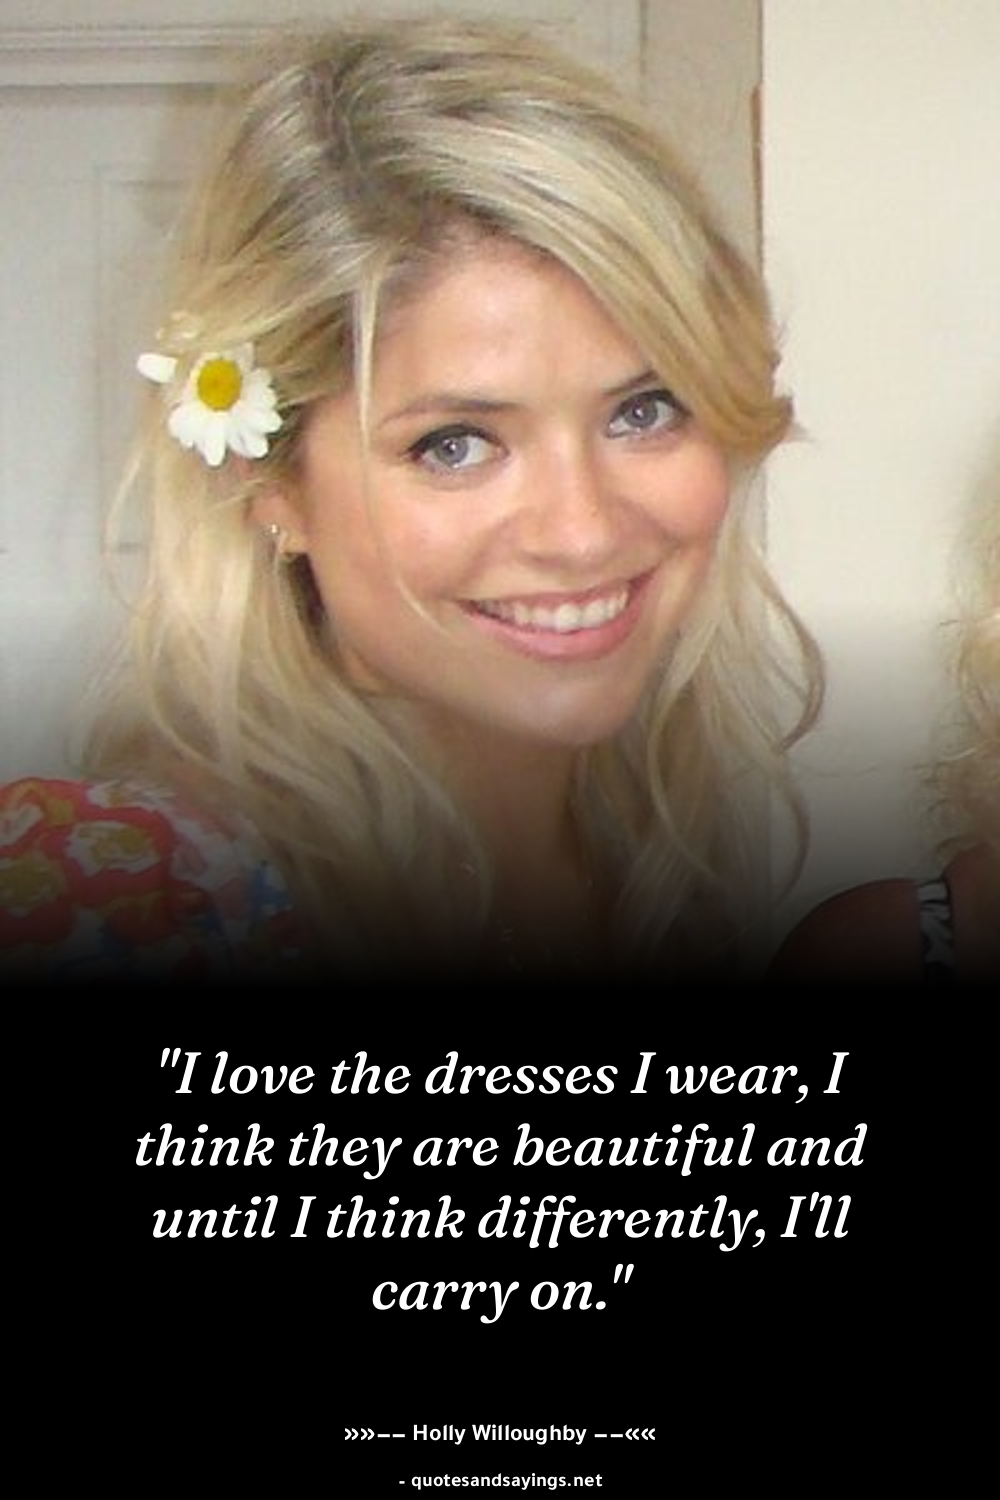 "I love the dresses I wear, I
think they are beautiful and
until I think differently, I'll
carry on."
»»−− Holly Willoughby −−««
- quotesandsayings.net